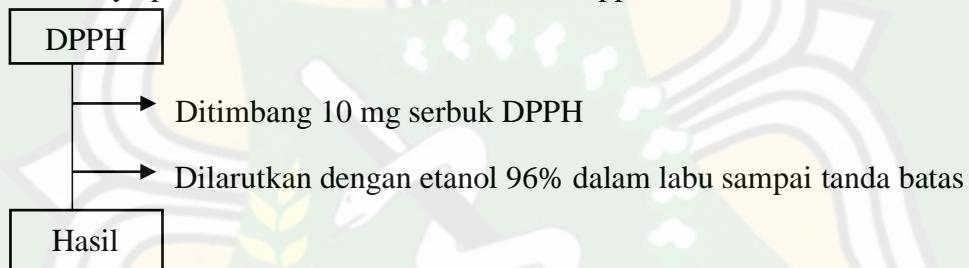 DPPH
Ditimbang 10 mg serbuk DPPH
Dilarutkan dengan etanol 96% dalam labu sampai tanda batas
Hasil